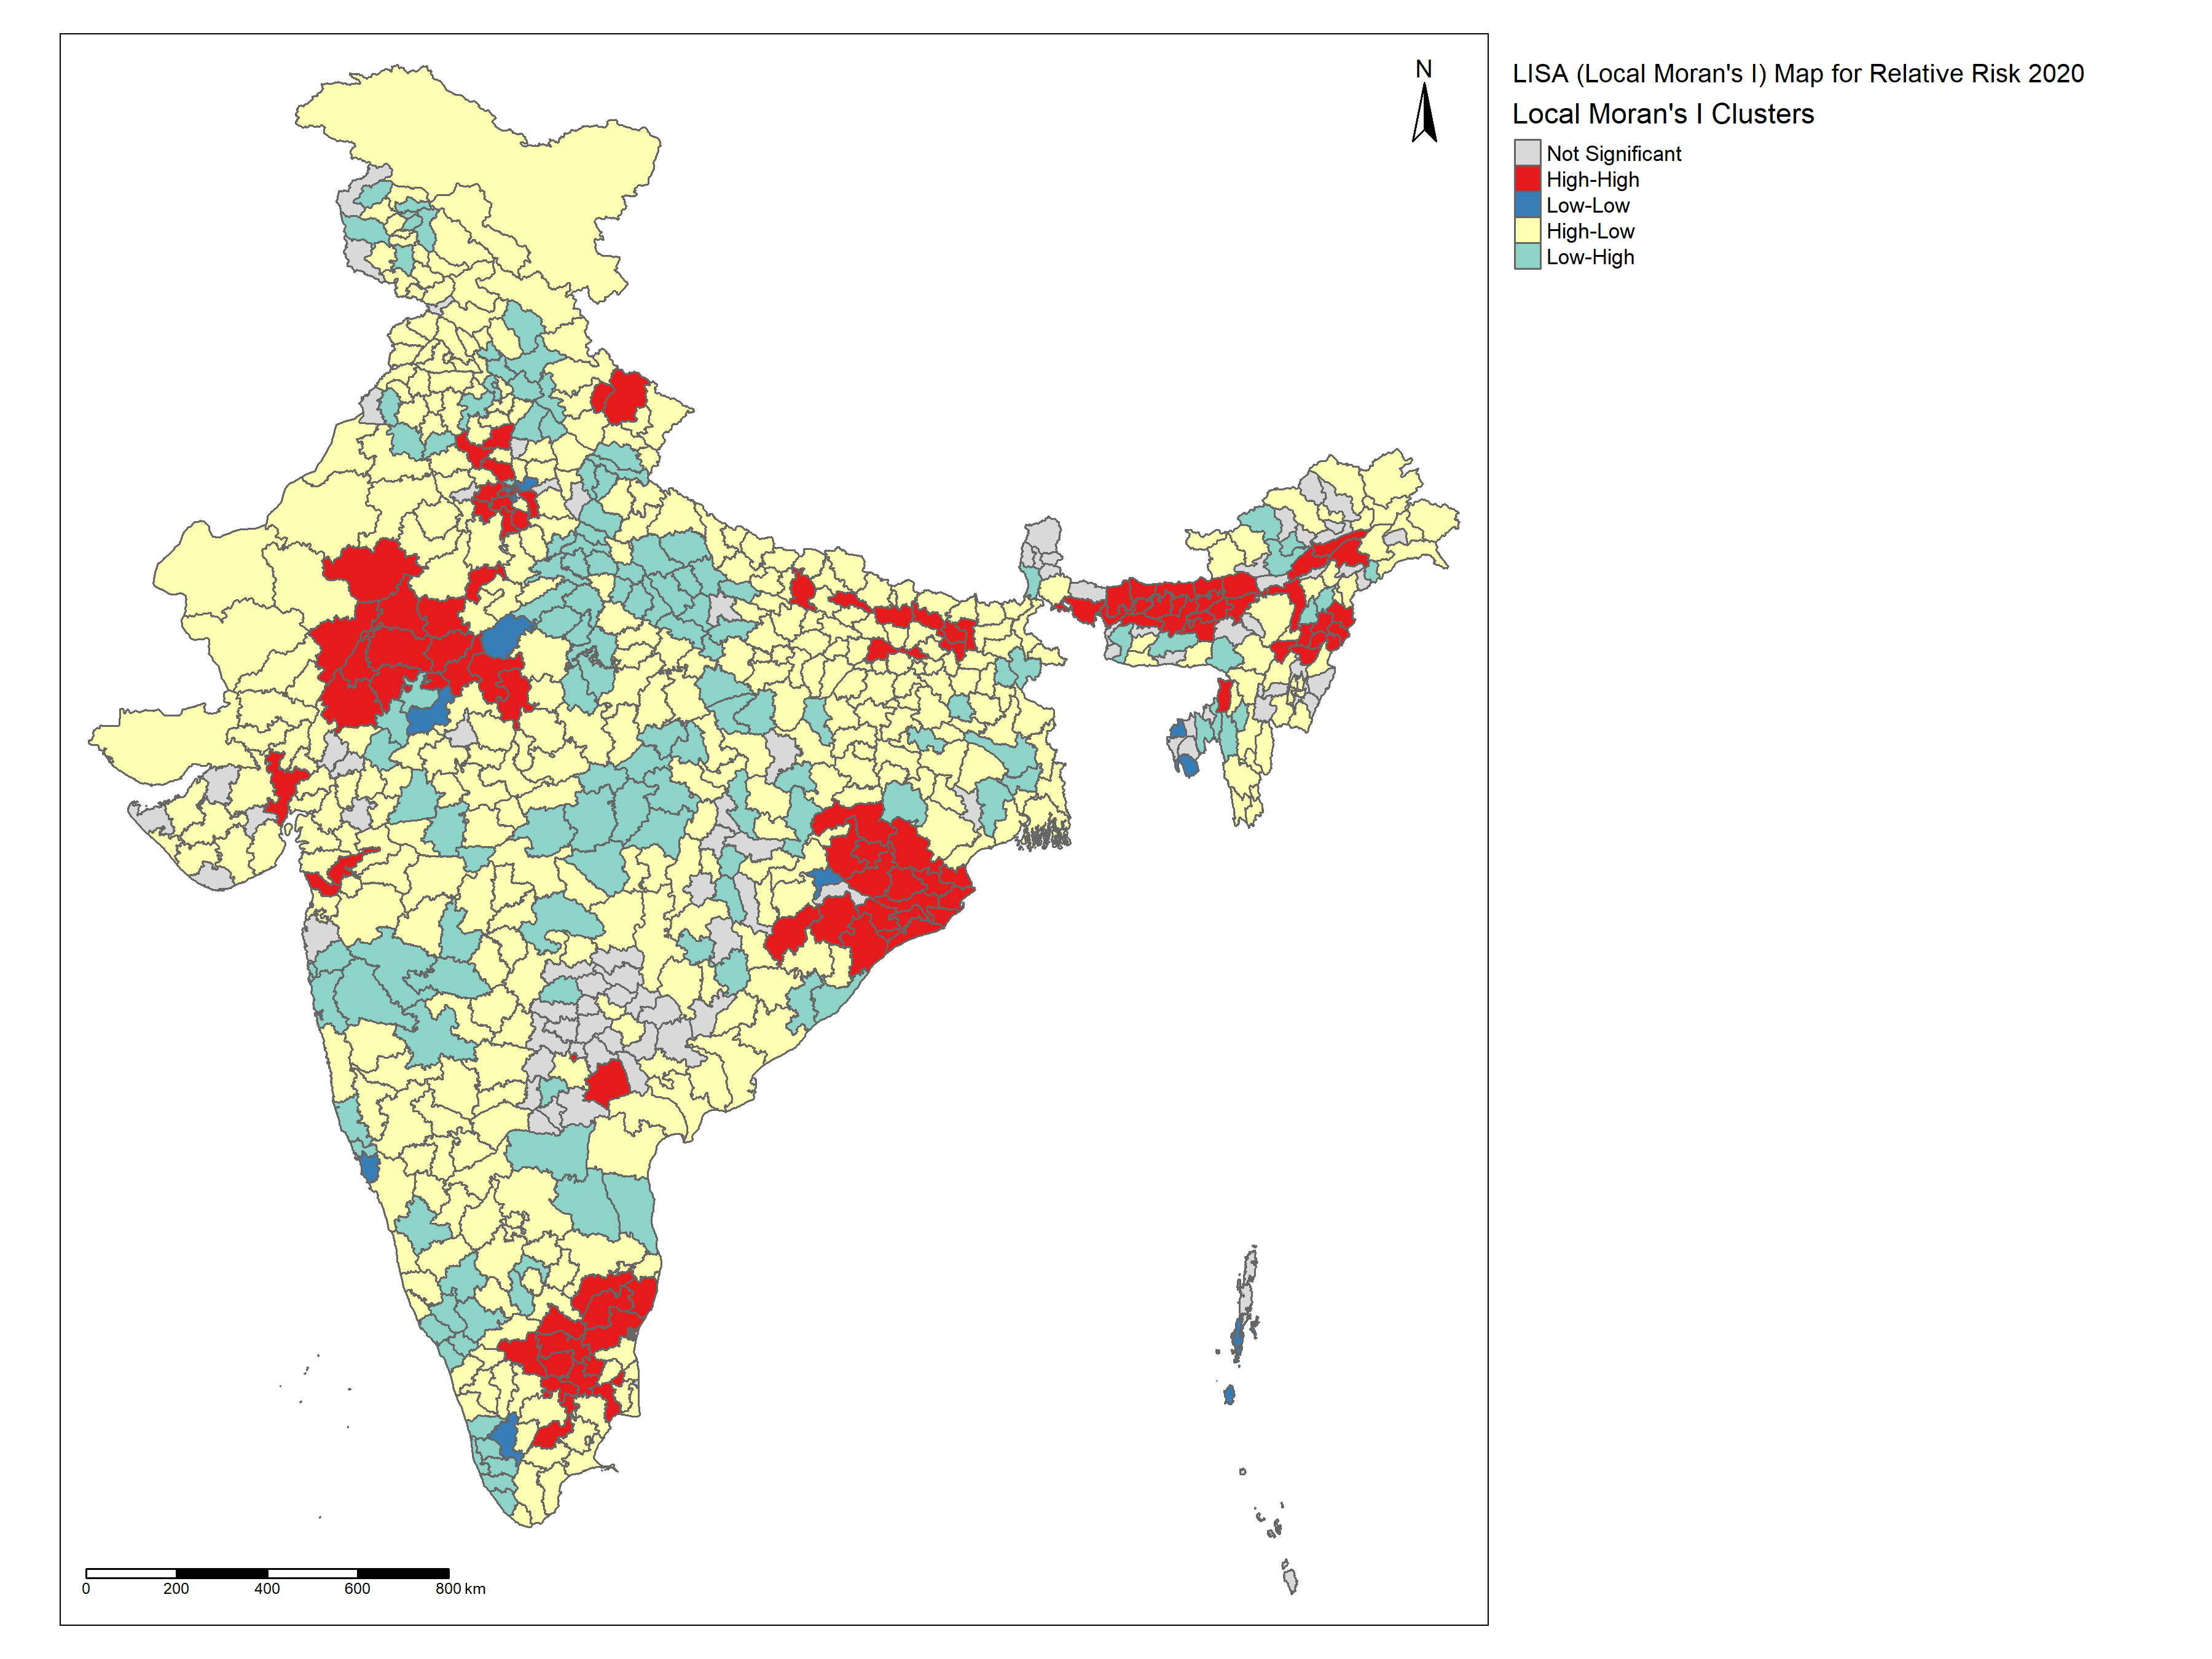 N
LISA (Local Moran's I) Map for Relative Risk 2020
Local Moran's I Clusters
Not Significant
High-High
Low-Low
High-Low
Low-High
0 200 400 600 800 km